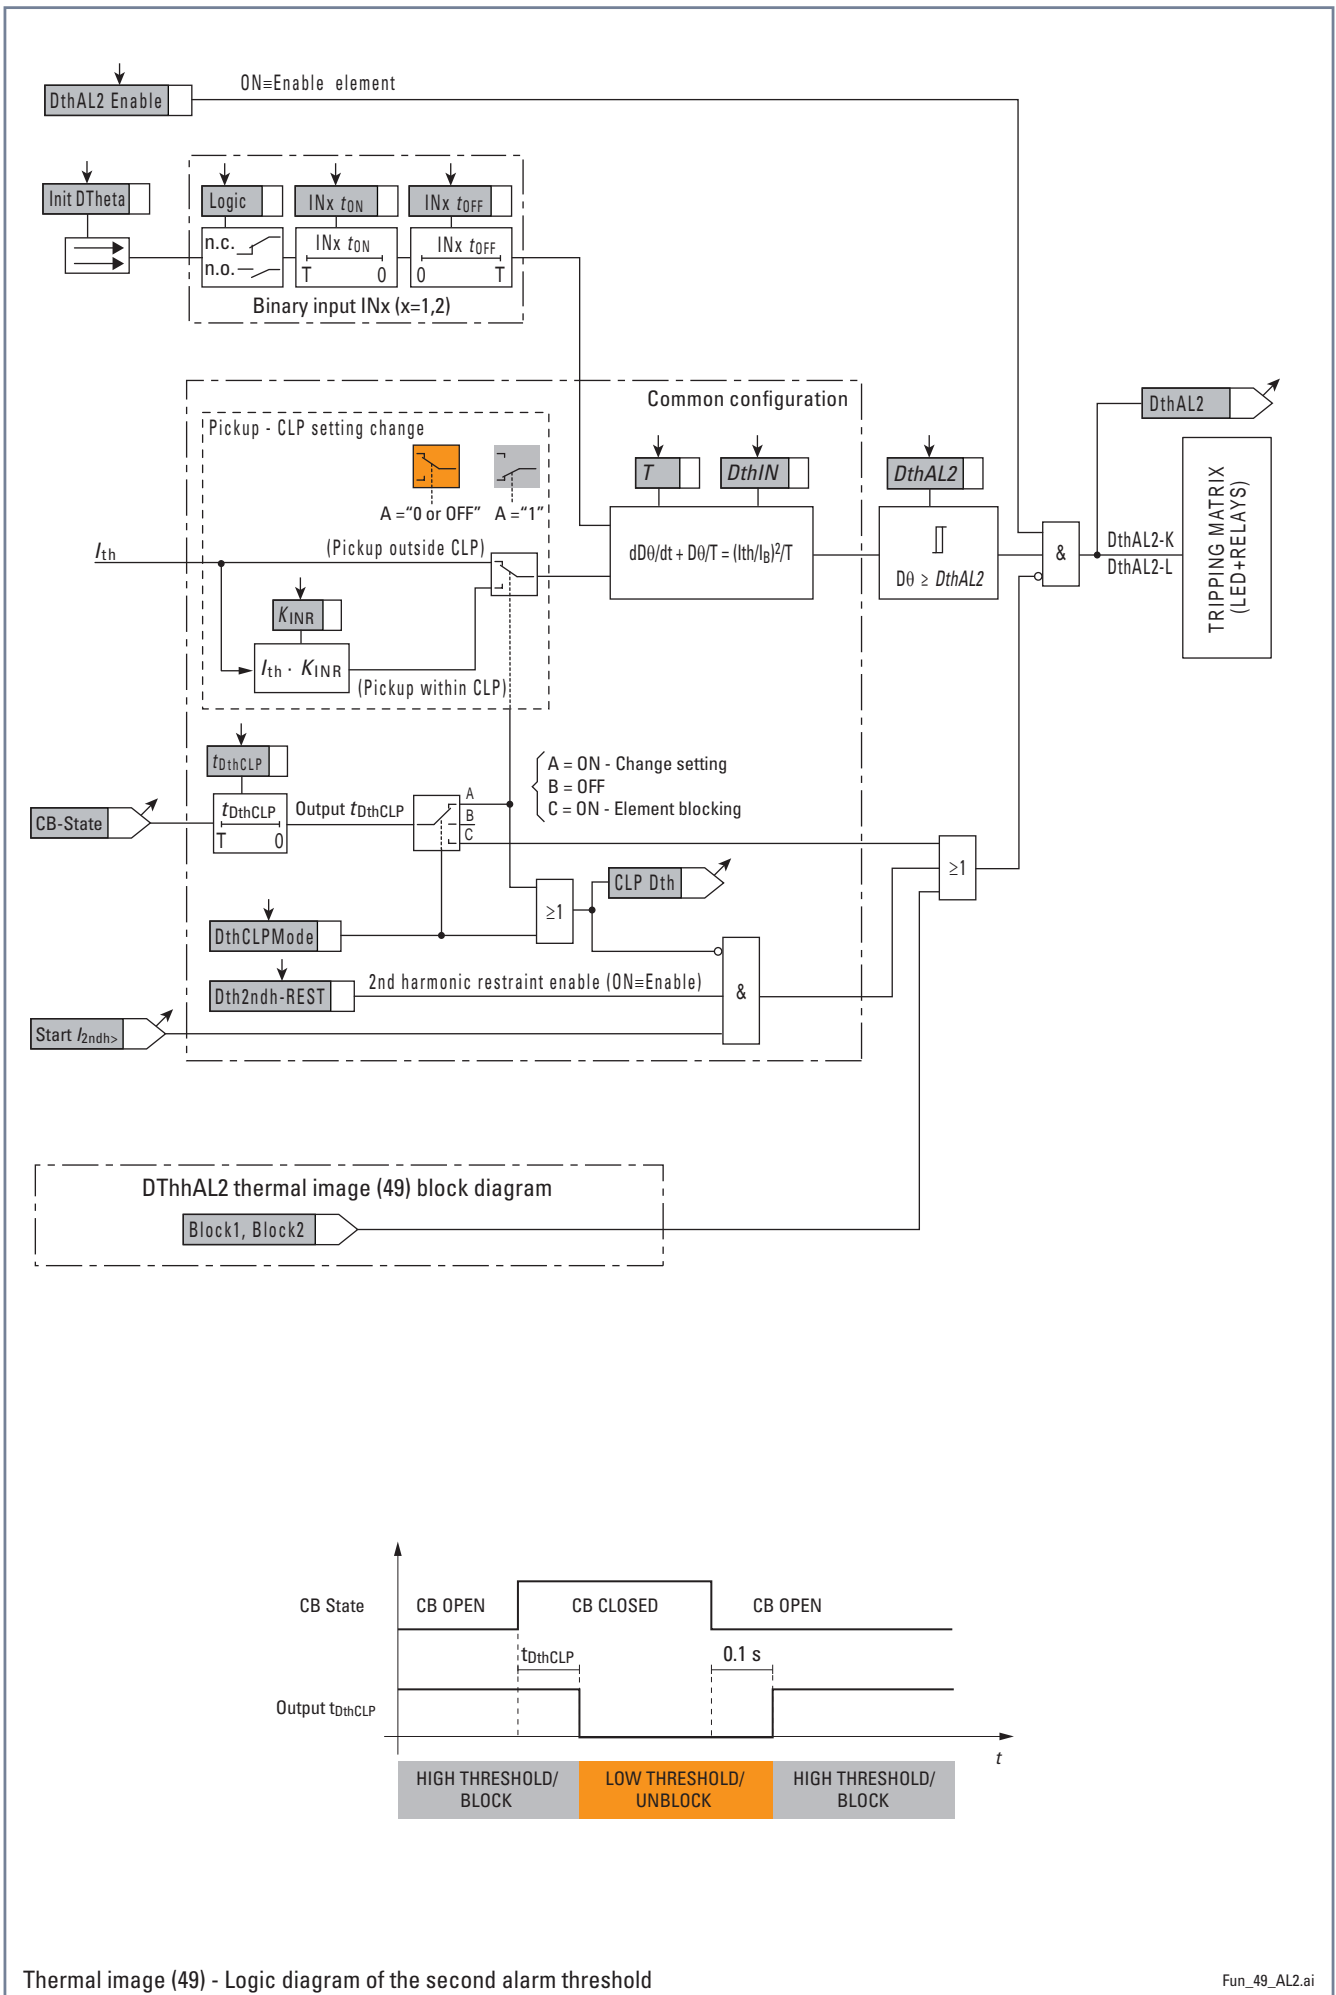 ON≡Enable element
DthAL2 Enable
Init DTheta
Logic
INx tON
INx tOFF
n.c.
n.o.
INx tON
T 0
INx tOFF
0 T
Binary input INx (x=1,2)
Common configuration
DthAL2
Pickup - CLP setting change
A ="0 or OFF"
A ="1"
T
DthIN
DthAL2
TRIPPING MATRIX
(LED+RELAYS)
Ith
(Pickup outside CLP)
dDθ/dt + Dθ/T = (Ith/IB)2/T
Dθ ≥ DthAL2
&
DthAL2-K
DthAL2-L
KINR
Ith · KINR
(Pickup within CLP)
tDthCLP
A = ON - Change setting
B = OFF
C = ON - Element blocking
CB-State
tDthCLP
T 0
Output tDthCLP
A
B
C
≥1
CLP Dth
≥1
DthCLPMode
Dth2ndh-REST
2nd harmonic restraint enable (ON≡Enable)
&
Start I2ndh>
DThhAL2 thermal image (49) block diagram
Block1, Block2
CB State
CB OPEN
CB CLOSED
CB OPEN
tDthCLP
0.1 s
Output tDthCLP
t
HIGH THRESHOLD/
BLOCK
LOW THRESHOLD/
UNBLOCK
HIGH THRESHOLD/
BLOCK
Thermal image (49) - Logic diagram of the second alarm threshold
Fun_49_AL2.ai